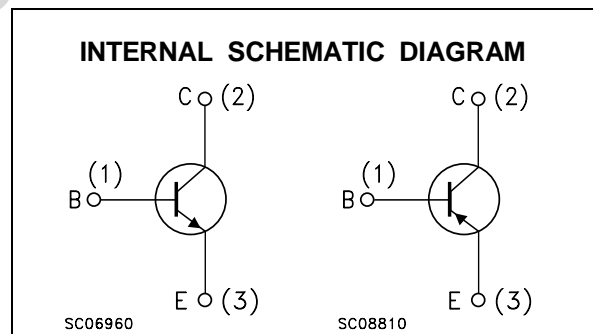 INTERNAL SCHEMATIC DIAGRAM
C (2)
(1)
B
E (3)
SC06960
C (2)
(1)
B
E (3)
SC08810